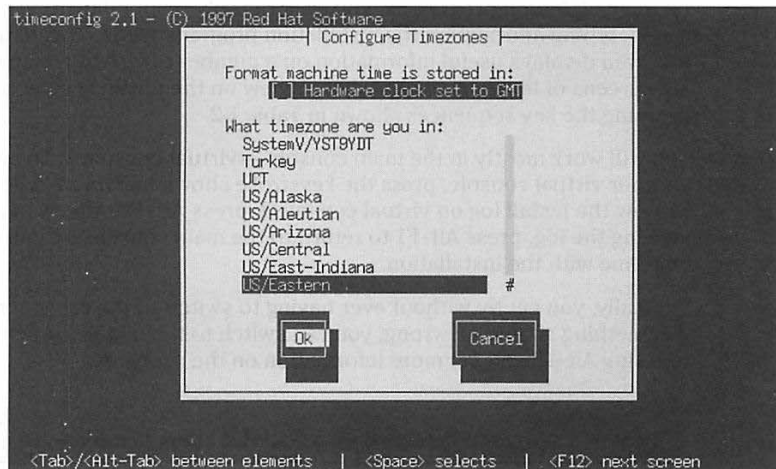 timeconfig 2.1 - (C) 1997 Red Hat Software
Configure Timezones
Format machine time is stored in:
[ ] Hardware clock set to GMT
What timezone are you in:
SystemV/YST9YDT
Turkey
UCT
US/Alaska
US/Aleutian
US/Arizona
US/Central
US/East-Indiana
US/Eastern #
Ok Cancel
<Tab>/<Alt-Tab> between elements | <Space> selects | <F12> next screen